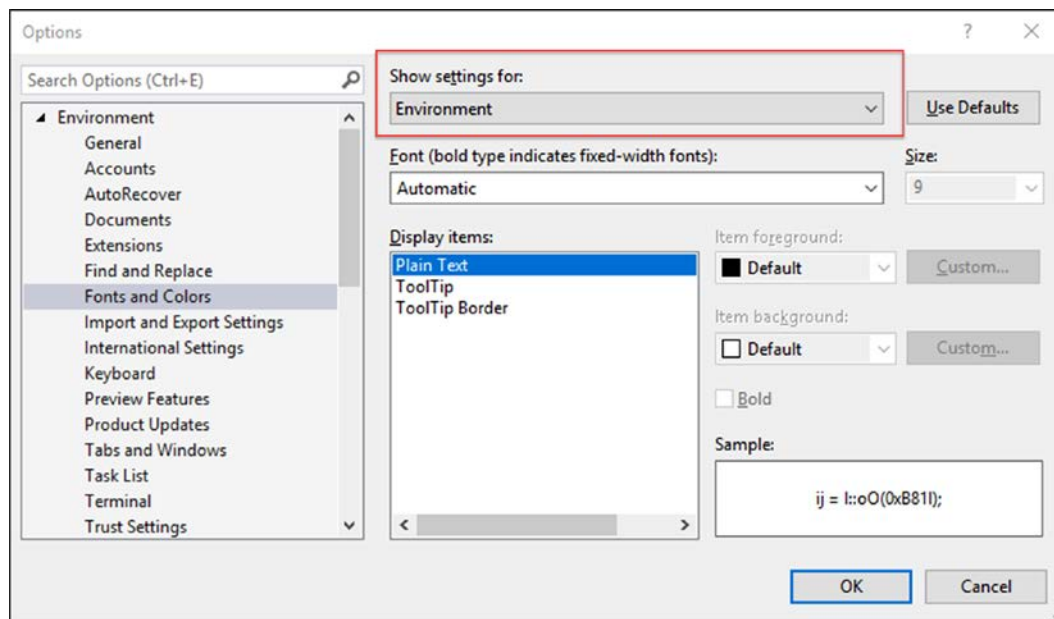 Options
?
Search Options (Ctrl+E)
Environment
General
Accounts
AutoRecover
Documents
Extensions
Find and Replace
Fonts and Colors
Import and Export Settings
International Settings
Keyboard
Preview Features
Product Updates
Tabs and Windows
Task List
Terminal
Trust Settings
Show settings for:
Environment
Use Defaults
Font (bold type indicates fixed-width fonts):
Size:
Automatic
9
Display items:
Plain Text
ToolTip
ToolTip Border
Item foreground:
Default
Custom...
Item background:
Default
Custom...
Bold
Sample:
ij = I::oO(0xB81l);
OK
Cancel